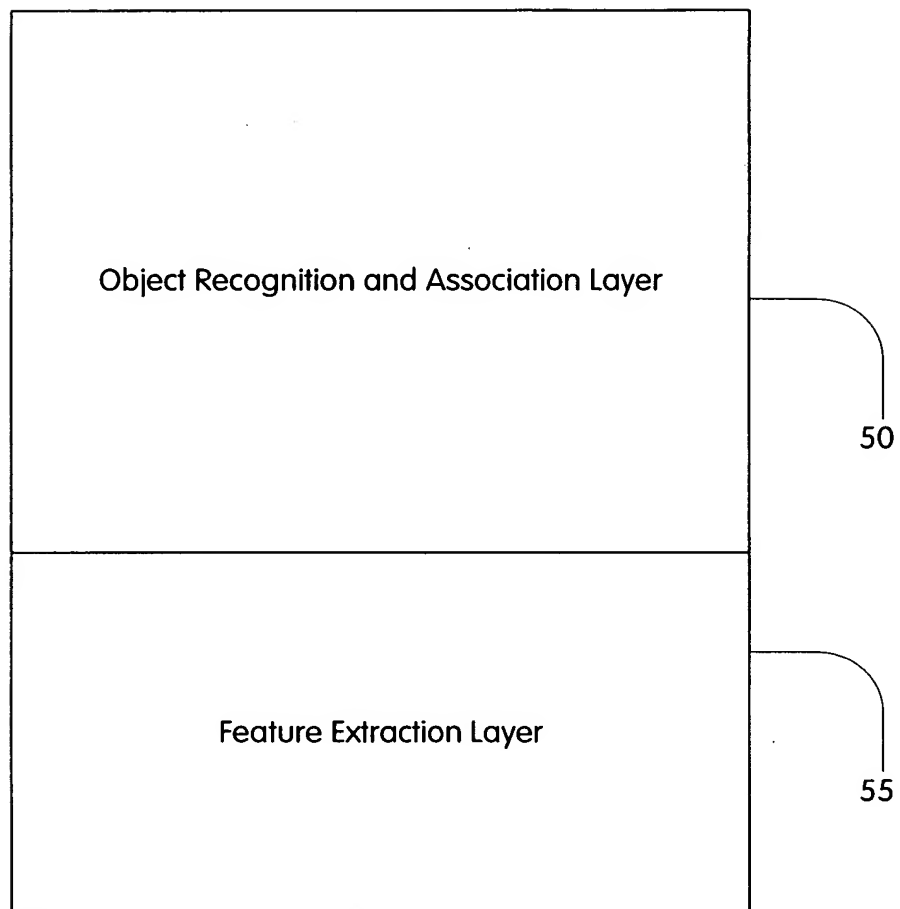 Object Recognition and Association Layer
50
Feature Extraction Layer
55